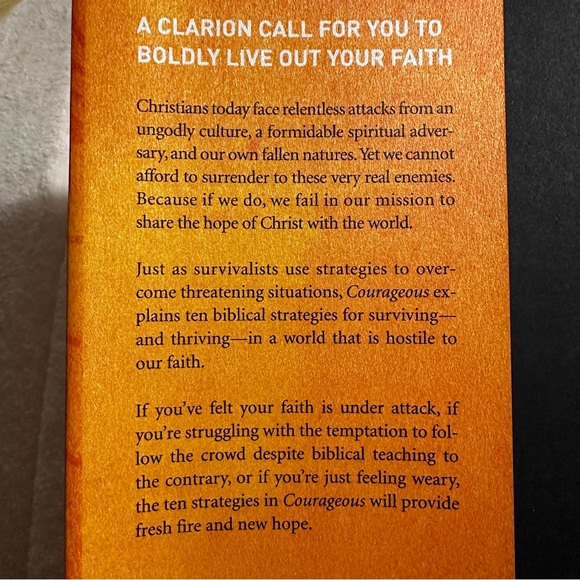 A CLARION CALL FOR YOU TO
BOLDLY LIVE OUT YOUR FAITH
Christians today face relentless attacks from an
ungodly culture, a formidable spiritual adver-
sary, and our own fallen natures. Yet we cannot
afford to surrender to these very real enemies.
Because if we do, we fail in our mission to
share the hope of Christ with the world.
Just as survivalists use strategies to over-
come threatening situations, Courageous ex-
plains ten biblical strategies for surviving—
and thriving—in a world that is hostile to
our faith.
If you've felt your faith is under attack, if
you're struggling with the temptation to fol-
low the crowd despite biblical teaching to
the contrary, or if you're just feeling weary,
the ten strategies in Courageous will provide
fresh fire and new hope.